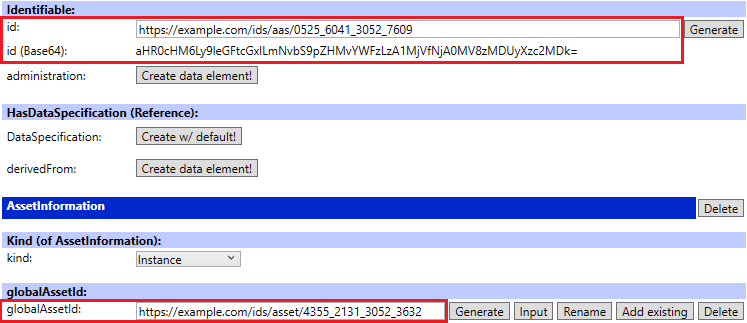 Identifiable:
id: https://example.com/ids/aas/0525_6041_3052_7609 Generate
id (Base64): aHR0cHM6Ly9leGFtcGxlLmNvbS9pZHMvYWFzLzA1MjVfNjA0MV8zMDUyXzc2MDk=
administration: Create data element!
HasDataSpecification (Reference):
DataSpecification: Create w/ default!
derivedFrom: Create data element!
AssetInformation Delete
Kind (of AssetInformation):
kind: Instance
globalAssetId:
globalAssetId: https://example.com/ids/asset/4355_2131_3052_3632 Generate Input Rename Add existing Delete